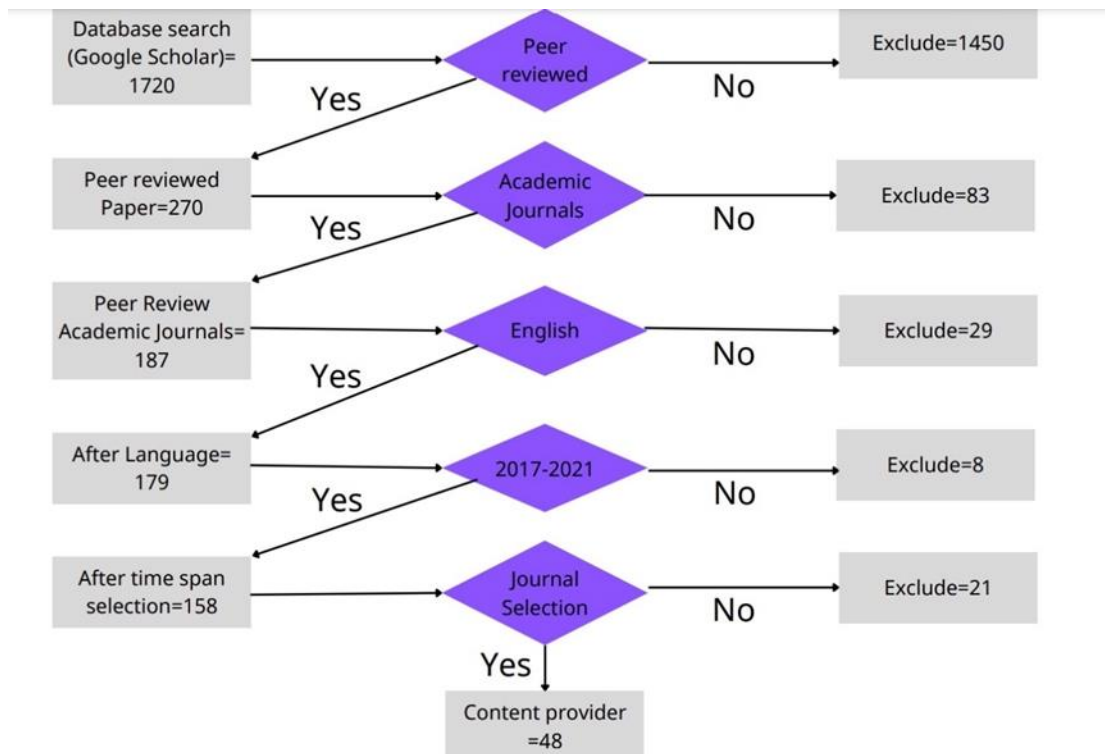 Database search
(Google Scholar)=
1720
Peer
reviewed
Exclude=1450
Yes
No
Peer reviewed
Paper=270
Academic
Journals
Exclude=83
Yes
No
Peer Review
Academic Journals=
187
English
Exclude=29
Yes
No
After Language=
179
2017-2021
Exclude=8
Yes
No
After time span
selection=158
Journal
Selection
Exclude=21
No
Yes
Content provider
=48